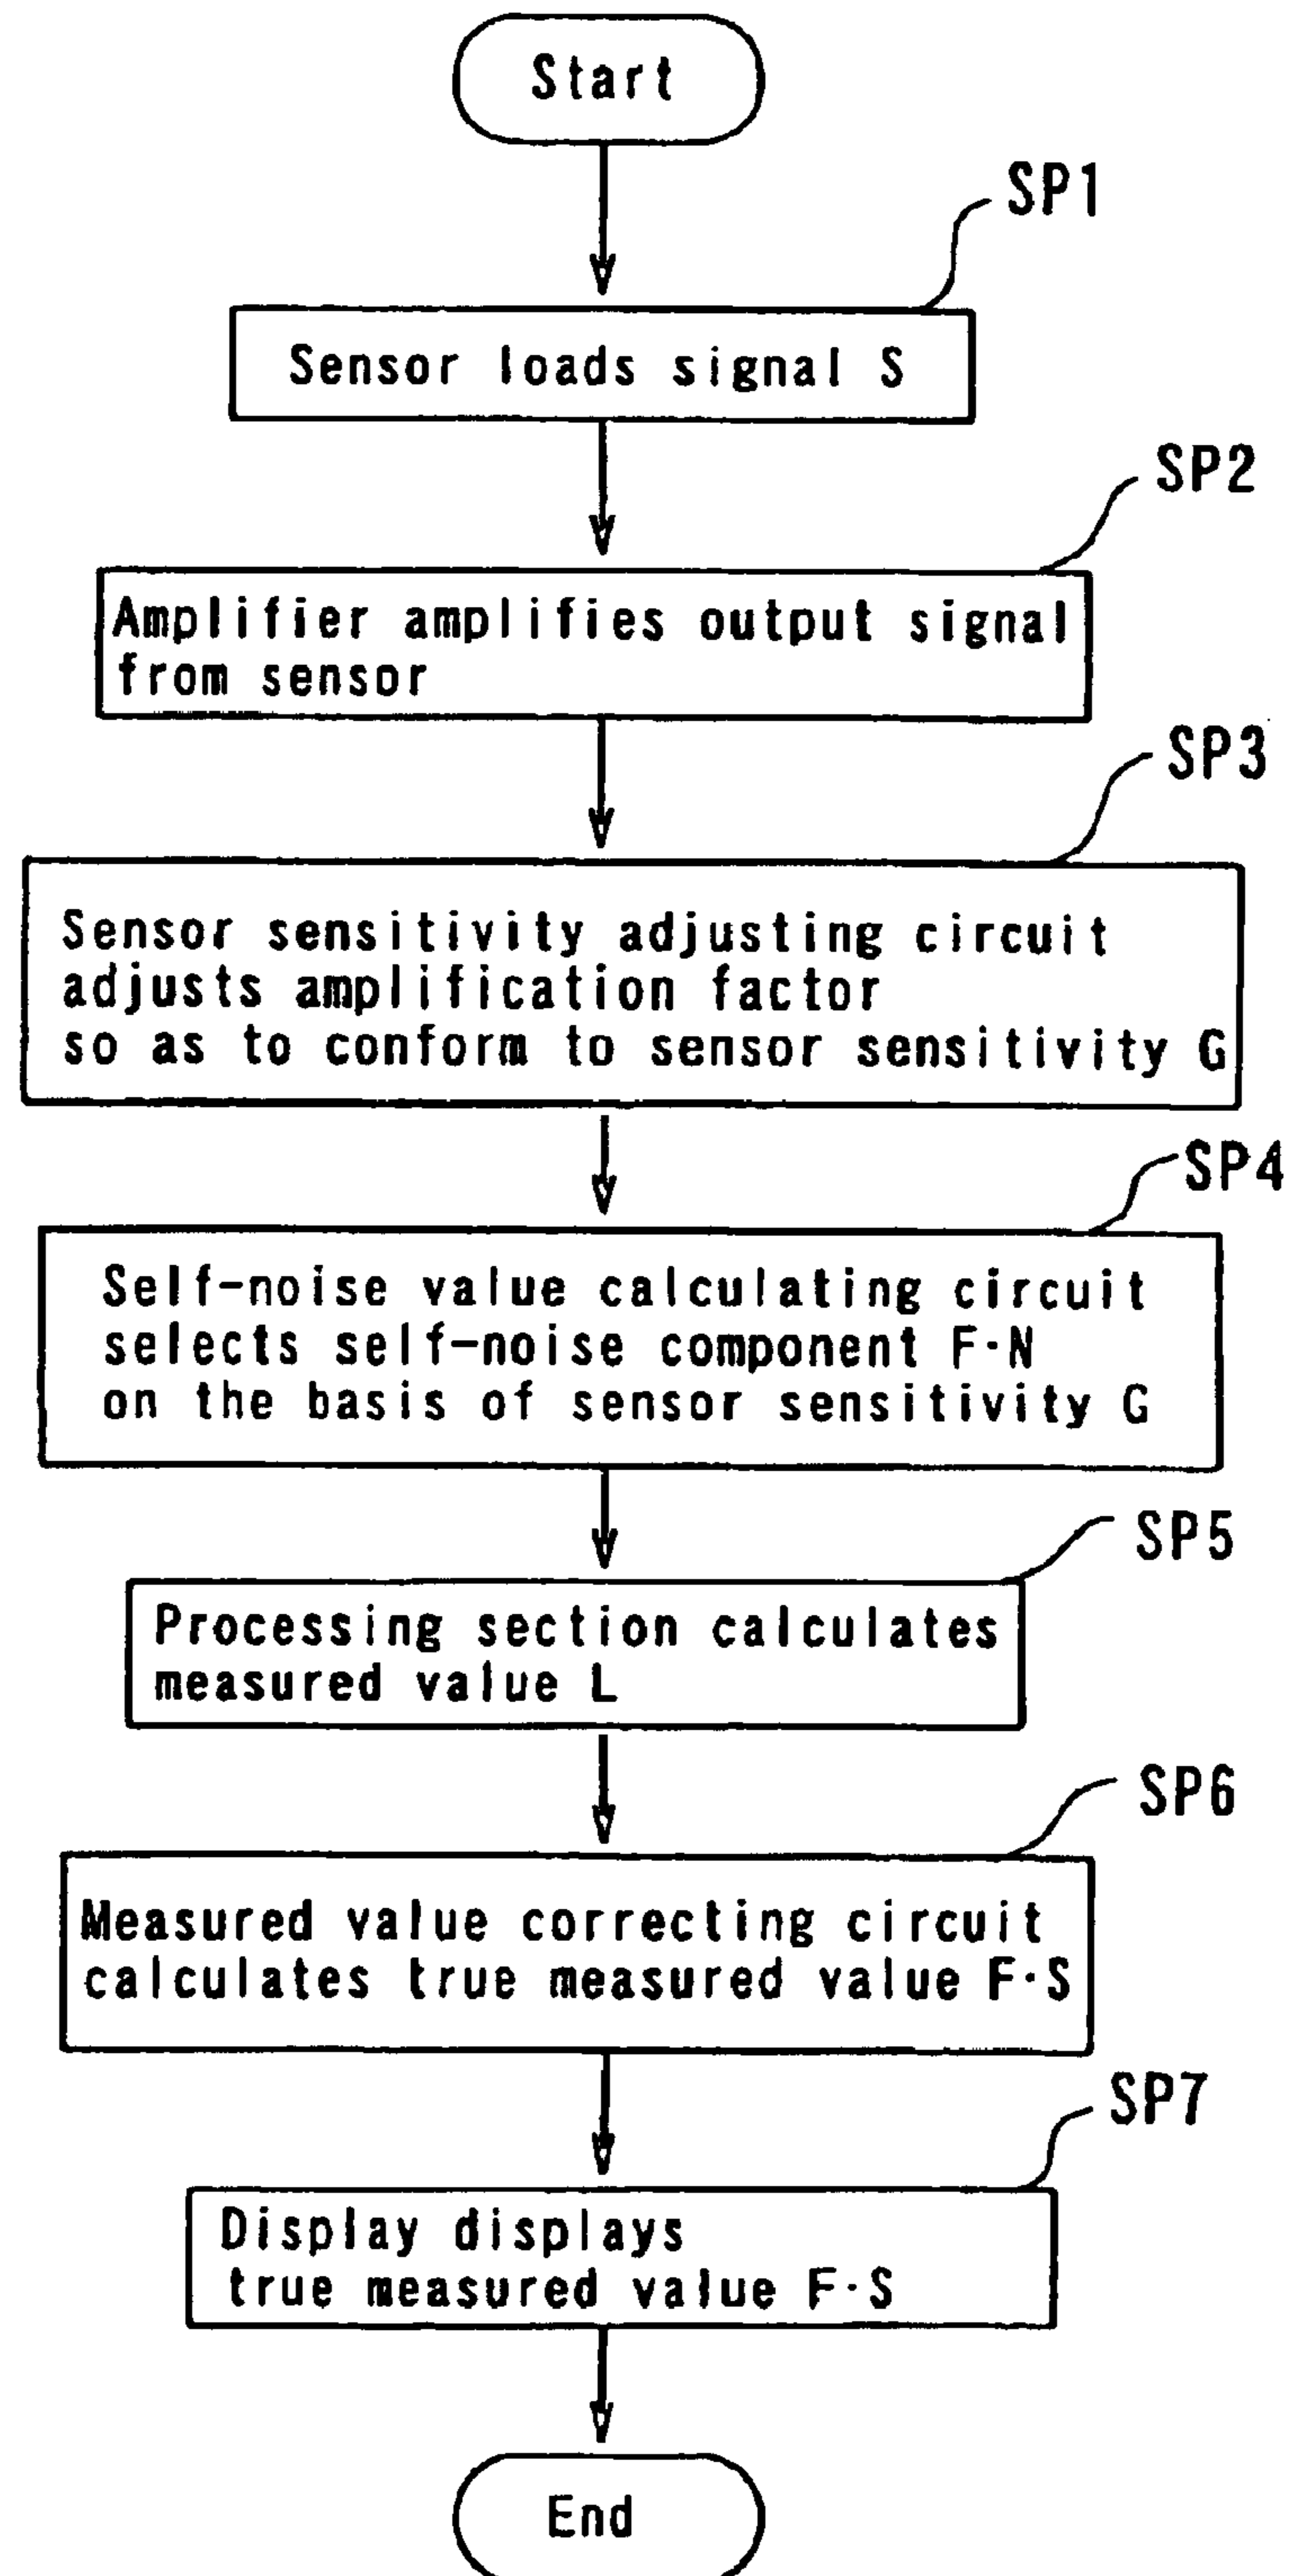 Start
SP1
Sensor loads signal S
SP2
Amplifier amplifies output signal
from sensor
SP3
Sensor sensitivity adjusting circuit
adjusts amplification factor
so as to conform to sensor sensitivity G
SP4
Self-noise value calculating circuit
selects self-noise component F·N
on the basis of sensor sensitivity G
SP5
Processing section calculates
measured value L
SP6
Measured value correcting circuit
calculates true measured value F·S
SP7
Display displays
true measured value F·S
End